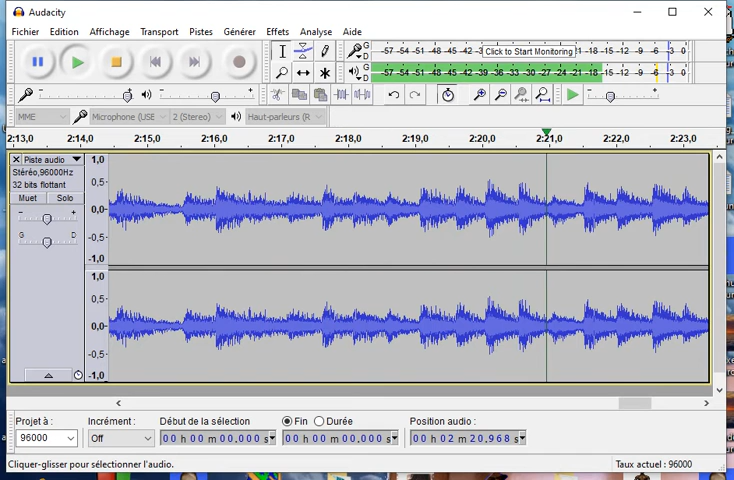 Audacity
Fichier Edition Affichage Transport Pistes Générer Effets Analyse Aide
G D -57 -54 -51 -48 -45 -42 Click to Start Monitoring -21 -18 -15 -12 -9 -6 -3 0
G D -57 -54 -51 -48 -45 -42 -39 -36 -33 -30 -27 -24 -21 -18 -15 -12 -9 -6 -3 0
MME Microphone (USE 2 (Stereo) Haut-parleurs (R
2:13,0 2:14,0 2:15,0 2:16,0 2:17,0 2:18,0 2:19,0 2:20,0 2:21,0 2:22,0 2:23,0
Piste audio
Stéréo,96000Hz
32 bits flottant
Muet Solo
- +
G D
1,0
0,5
0,0
-0,5
-1,0
1,0
0,5
0,0
-0,5
-1,0
Projet à : Incrément: Début de la sélection Fin Durée Position audio :
96000 Off 00 h 00 m 00.000 s 00 h 00 m 00.000 s 00 h 02 m 20.968 s
Cliquer-glisser pour sélectionner l'audio. Taux actuel : 96000